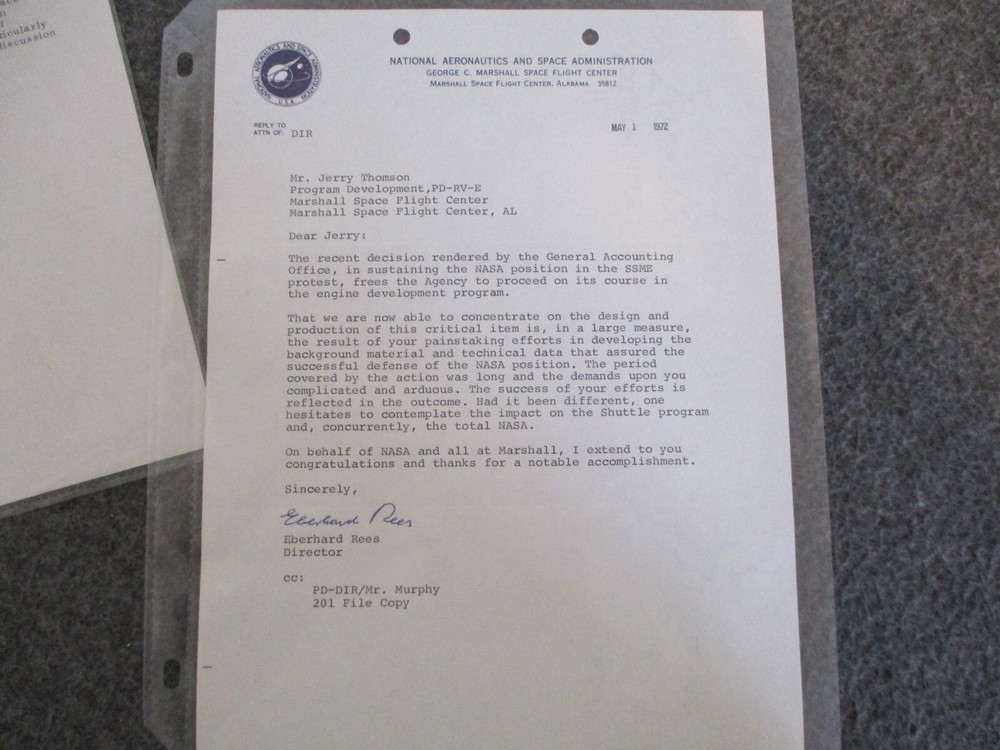 ticularly
discussion
NATIONAL AERONAUTICS AND SPACE ADMINISTRATION
U.S.A.
NATIONAL AERONAUTICS AND SPACE ADMINISTRATION
GEORGE C. MARSHALL SPACE FLIGHT CENTER
MARSHALL SPACE FLIGHT CENTER, ALABAMA 35812
REPLY TO
ATTN OF: DIR
MAY 1 1972
Mr. Jerry Thomson
Program Development,PD-RV-E
Marshall Space Flight Center
Marshall Space Flight Center, AL
Dear Jerry:
The recent decision rendered by the General Accounting
Office, in sustaining the NASA position in the SSME
protest, frees the Agency to proceed on its course in
the engine development program.
That we are now able to concentrate on the design and
production of this critical item is, in a large measure,
the result of your painstaking efforts in developing the
background material and technical data that assured the
successful defense of the NASA position. The period
covered by the action was long and the demands upon you
complicated and arduous. The success of your efforts is
reflected in the outcome. Had it been different, one
hesitates to contemplate the impact on the Shuttle program
and, concurrently, the total NASA.
On behalf of NASA and all at Marshall, I extend to you
congratulations and thanks for a notable accomplishment.
Sincerely,
Eberhard Rees
Eberhard Rees
Director
cc:
PD-DIR/Mr. Murphy
201 File Copy